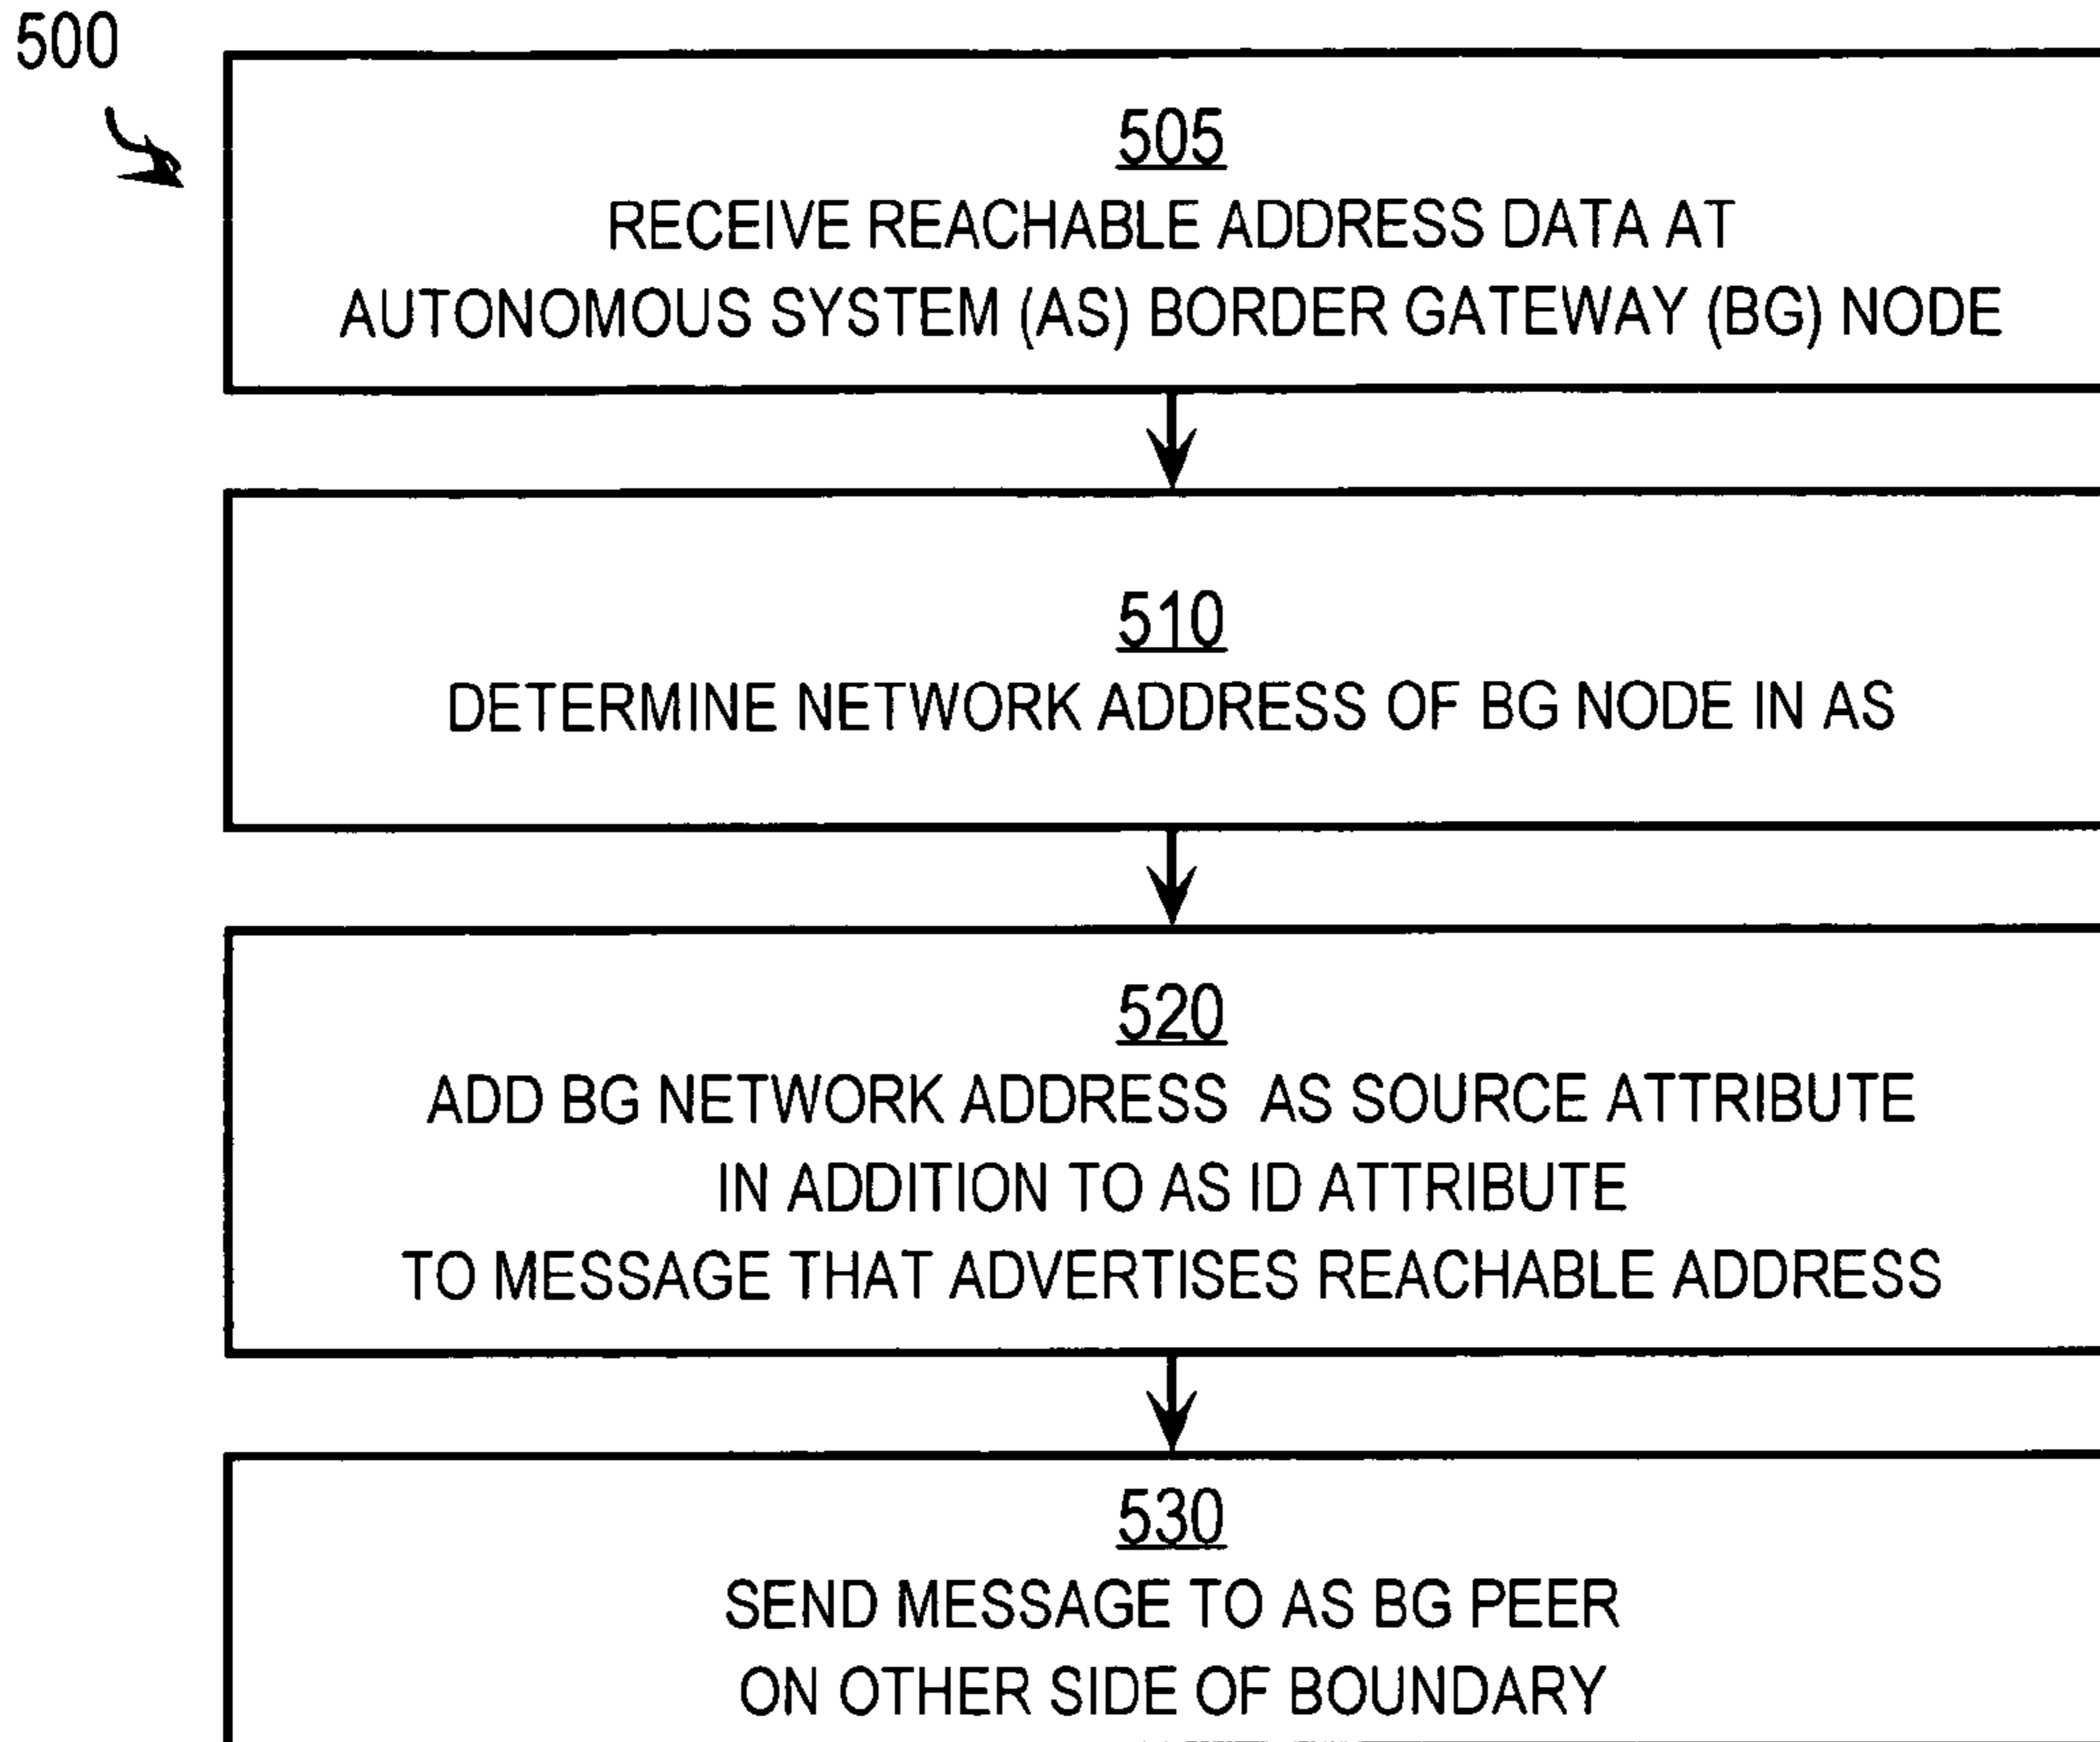 500
505
RECEIVE REACHABLE ADDRESS DATA AT
AUTONOMOUS SYSTEM (AS) BORDER GATEWAY (BG) NODE
510
DETERMINE NETWORK ADDRESS OF BG NODE IN AS
520
ADD BG NETWORK ADDRESS AS SOURCE ATTRIBUTE
IN ADDITION TO AS ID ATTRIBUTE
TO MESSAGE THAT ADVERTISES REACHABLE ADDRESS
530
SEND MESSAGE TO AS BG PEER
ON OTHER SIDE OF BOUNDARY